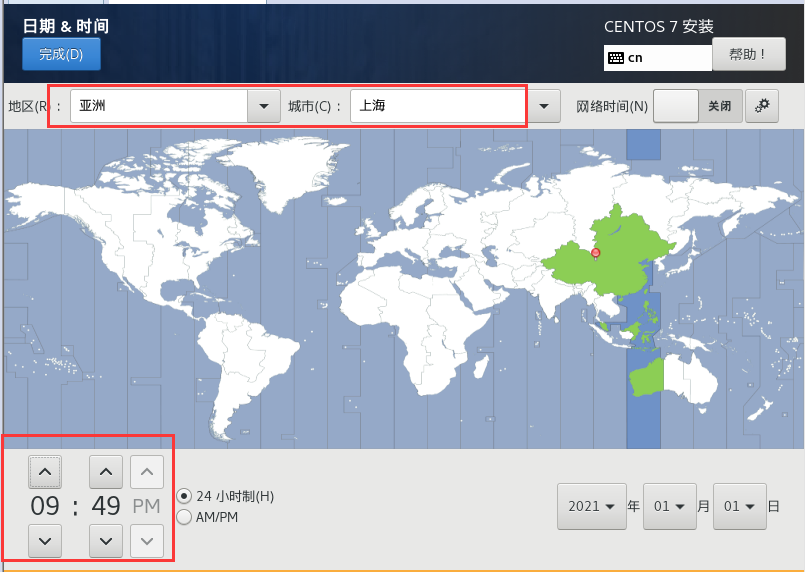 日期 & 时间
CENTOS 7 安装
完成(D)
cn
帮助！
地区(R)： 亚洲 城市(C)： 上海 网络时间(N) 关闭
09 : 49 PM
24 小时制(H)
AM/PM
2021 年 01 月 01 日